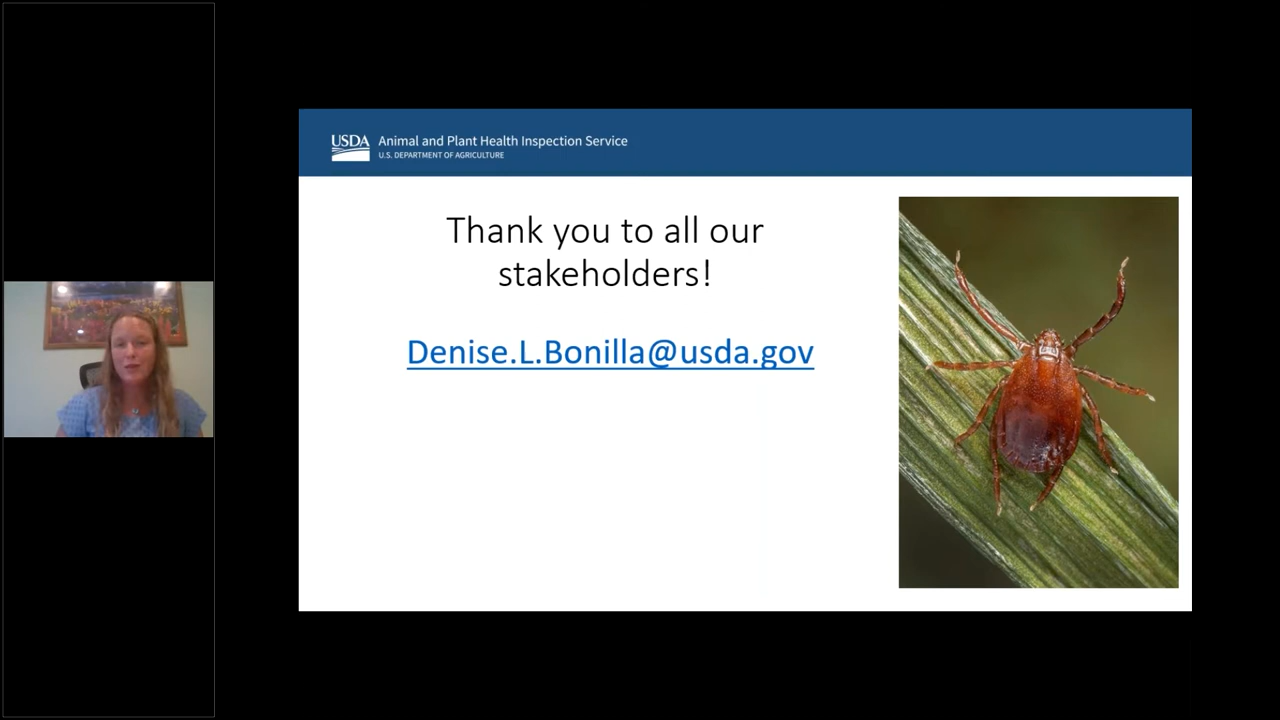 USDA
Animal and Plant Health Inspection Service
U.S. DEPARTMENT OF AGRICULTURE
Thank you to all our
stakeholders!
Denise.L.Bonilla@usda.gov